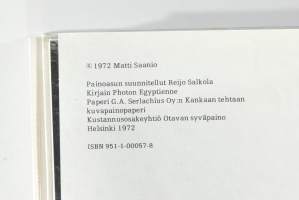 © 1972 Matti Saanio
Painoasun suunnitellut Reijo Salkola
Kirjain Photon Egyptienne
Paperi G.A. Serlachius Oy:n Kankaan tehtaan
kuvapainopaperi
Kustannusosakeyhtiö Otavan syväpaino
Helsinki 1972
ISBN 951-1-00057-8